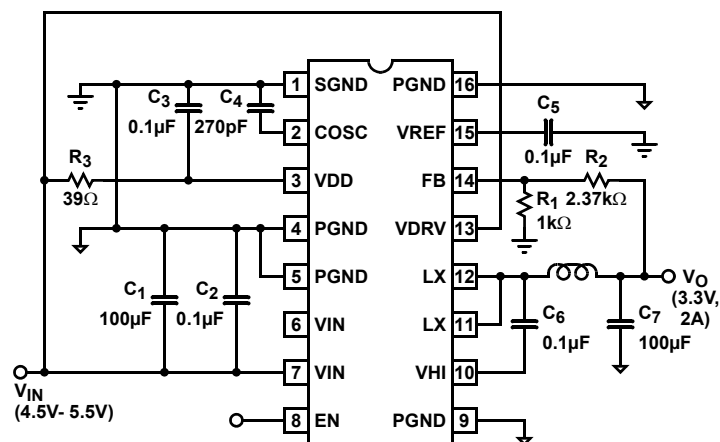 1 SGND PGND 16
C3 0.1µF
C4 270pF
C5 0.1µF
2 COSC VREF 15
R3 39Ω
R2 2.37kΩ
3 VDD FB 14
R1 1kΩ
4 PGND VDRV 13
5 PGND LX 12
C1 100µF
C2 0.1µF
VO
(3.3V,
2A)
6 VIN LX 11
C6 0.1µF
C7 100µF
7 VIN VHI 10
VIN
(4.5V- 5.5V)
8 EN PGND 9